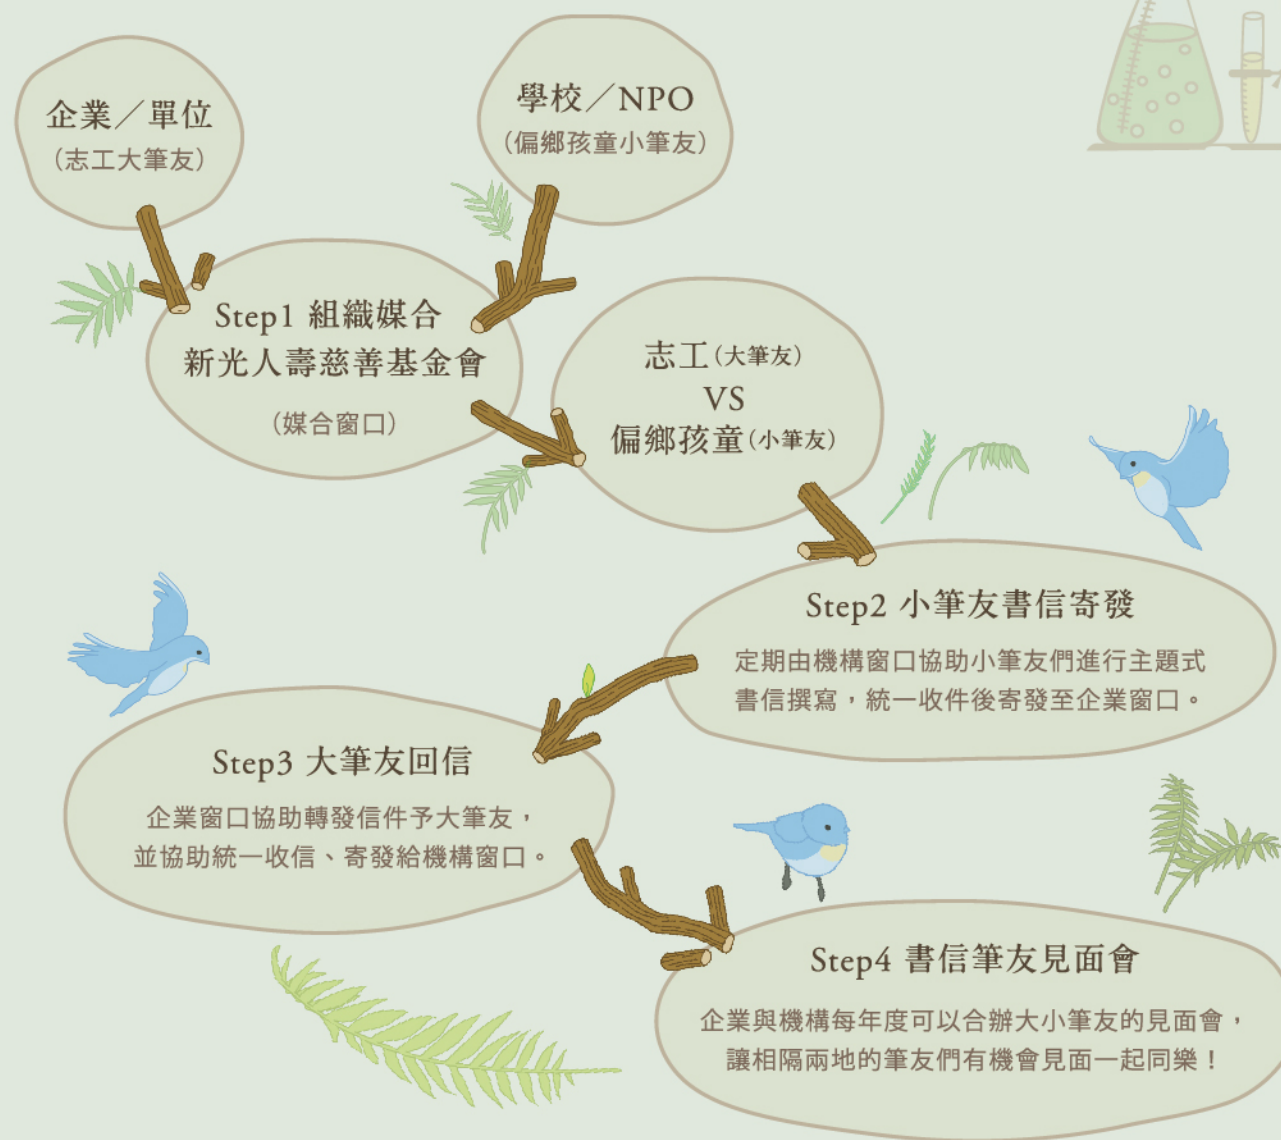 企業／單位
（志工大筆友）
學校／NPO
（偏鄉孩童小筆友）
Step1 組織媒合
新光人壽慈善基金會
（媒合窗口）
志工（大筆友）
VS
偏鄉孩童（小筆友）
Step2 小筆友書信寄發
定期由機構窗口協助小筆友們進行主題式
書信撰寫，統一收件後寄發至企業窗口。
Step3 大筆友回信
企業窗口協助轉發信件予大筆友，
並協助統一收信、寄發給機構窗口。
Step4 書信筆友見面會
企業與機構每年度可以合辦大小筆友的見面會，
讓相隔兩地的筆友們有機會見面一起同樂！